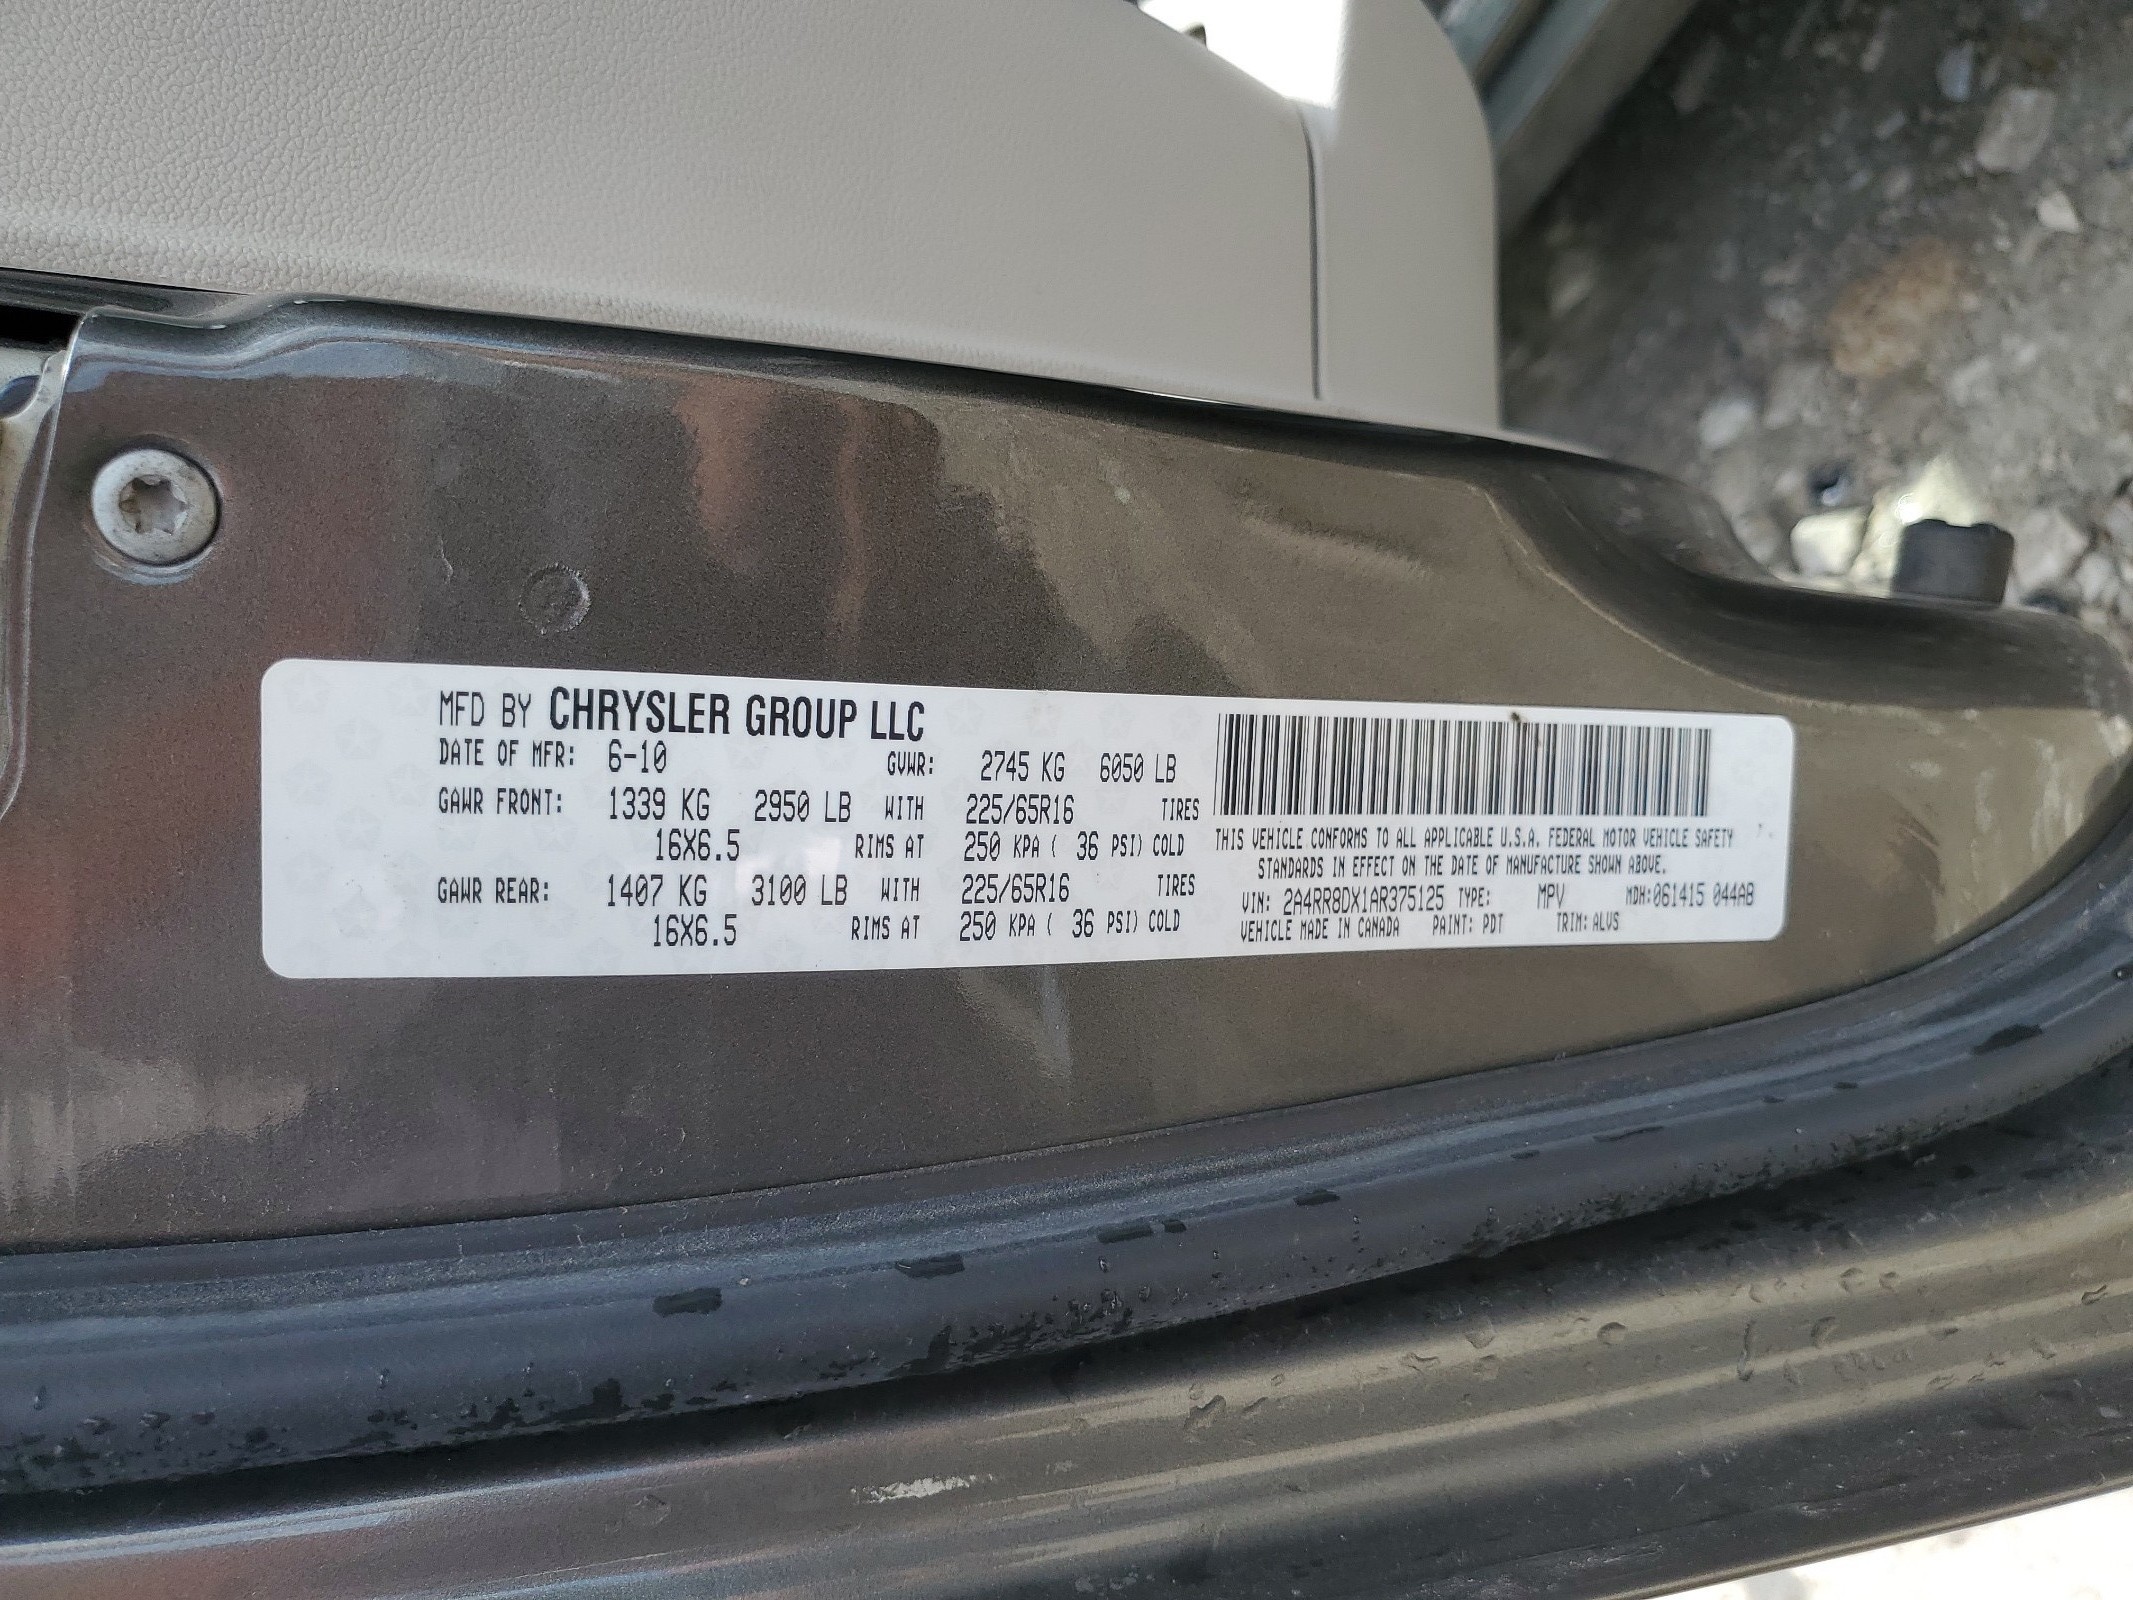 MFD BY CHRYSLER GROUP LLC
DATE OF MFR: 6-10 GVWR: 2745 KG 6050 LB
GAWR FRONT: 1339 KG 2950 LB WITH 225/65R16 TIRES
16X6.5 RIMS AT 250 KPA ( 36 PSI) COLD
GAWR REAR: 1407 KG 3100 LB WITH 225/65R16 TIRES
16X6.5 RIMS AT 250 KPA ( 36 PSI) COLD
THIS VEHICLE CONFORMS TO ALL APPLICABLE U.S.A. FEDERAL MOTOR VEHICLE SAFETY
STANDARDS IN EFFECT ON THE DATE OF MANUFACTURE SHOWN ABOVE.
VIN: 2A4RR8DX1AR375125 TYPE: MPV MDH:061415 044AB
VEHICLE MADE IN CANADA PAINT: PDT TRIM: ALVS